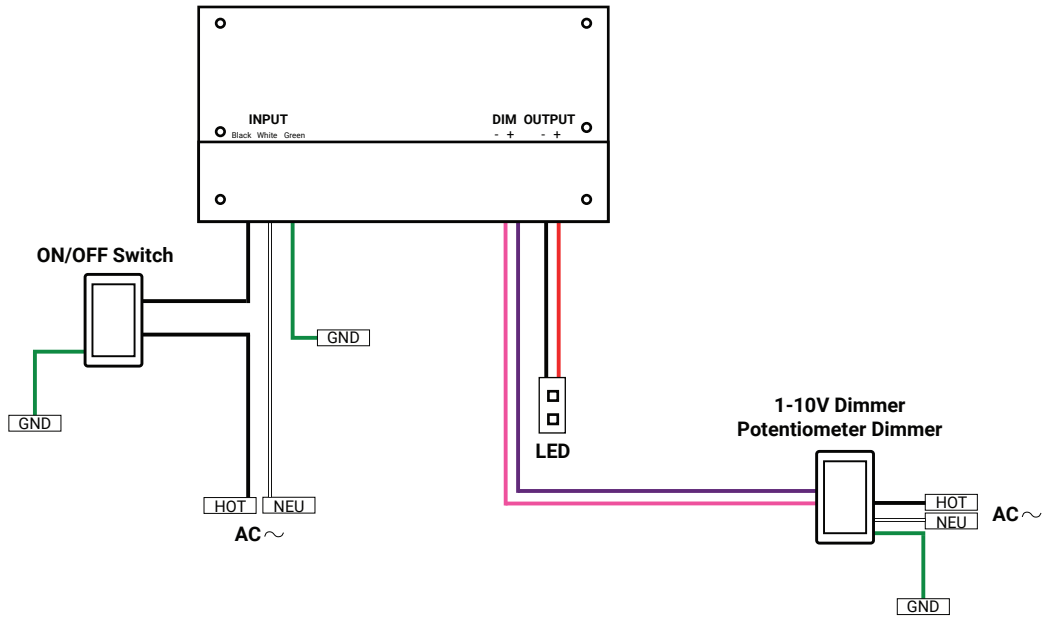 INPUT
Black White Green
DIM OUTPUT
- + - +
ON/OFF Switch
GND
GND
HOT NEU
AC
LED
1-10V Dimmer
Potentiometer Dimmer
HOT
NEU
AC
GND